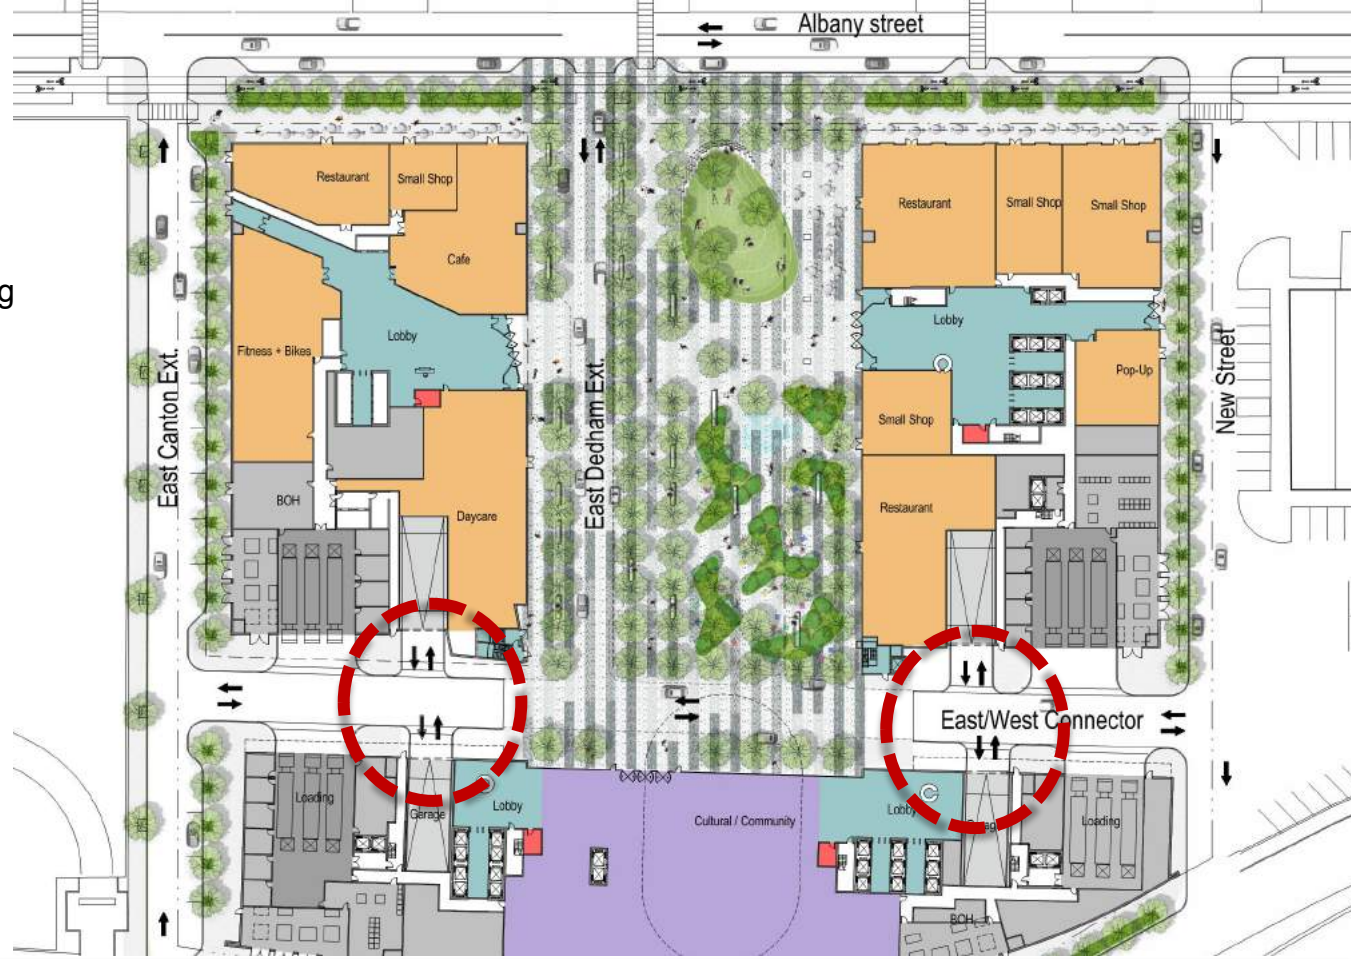 Albany street
Restaurant
Small Shop
Restaurant
Small Shop
Small Shop
Cafe
g
Lobby
Lobby
Fitness + Bikes
East Canton Ext.
East Dedham Ext.
New Street
Pop-Up
Small Shop
BOH
Daycare
Restaurant
East/West Connector
Loading
Garage
Lobby
Cultural / Community
Lobby
Garage
Loading
BOH